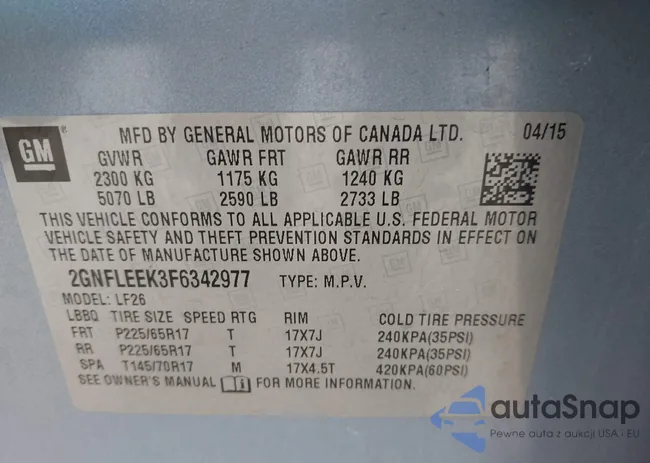 GM ®
MFD BY GENERAL MOTORS OF CANADA LTD. 04/15
GVWR GAWR FRT GAWR RR
2300 KG 1175 KG 1240 KG
5070 LB 2590 LB 2733 LB
THIS VEHICLE CONFORMS TO ALL APPLICABLE U.S. FEDERAL MOTOR
VEHICLE SAFETY AND THEFT PREVENTION STANDARDS IN EFFECT ON
THE DATE OF MANUFACTURE SHOWN ABOVE.
2GNFLEEK3F6342977 TYPE: M.P.V.
MODEL: LF26
LBBQ TIRE SIZE SPEED RTG RIM COLD TIRE PRESSURE
FRT P225/65R17 T 17X7J 240KPA(35PSI)
RR P225/65R17 T 17X7J 240KPA(35PSI)
SPA T145/70R17 M 17X4.5T 420KPA(60PSI)
SEE OWNER'S MANUAL FOR MORE INFORMATION.
autaSnap
Pewne auta z aukcji USA i EU